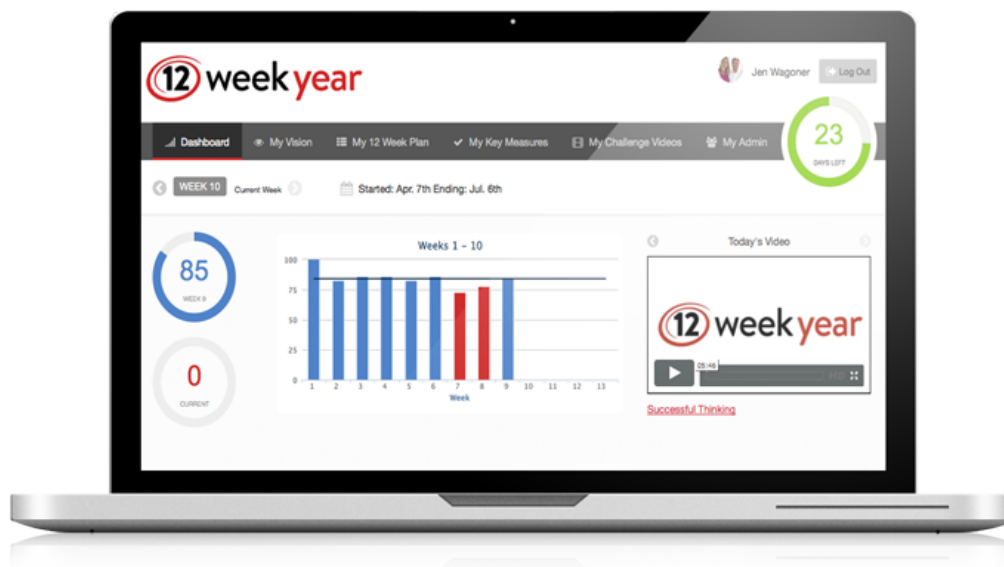 12 week year
Jen Wagoner
Log Out
Dashboard
My Vision
My 12 Week Plan
My Key Measures
My Challenge Videos
My Admin
23
DAYS LEFT
WEEK 10
Current Week
Started: Apr. 7th Ending: Jul. 6th
85
WEEK 9
0
CURRENT
Weeks 1 - 10
100
75
50
25
0
1 2 3 4 5 6 7 8 9 10 11 12 13
Week
Today's Video
12 week year
05:46
HD
Successful Thinking